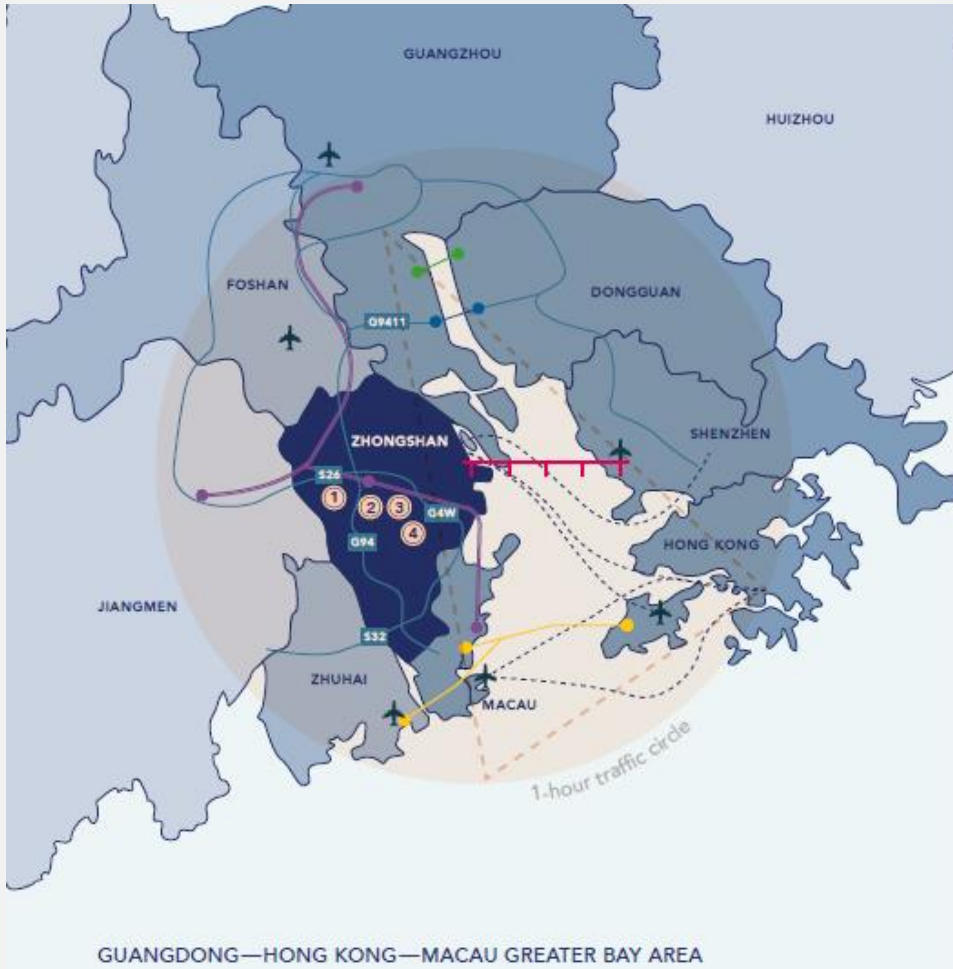 GUANGZHOU
HUIZHOU
FOSHAN
DONGGUAN
G9411
ZHONGSHAN
SHENZHEN
S26
1
2
3
G4W
4
G94
HONG KONG
JIANGMEN
S32
ZHUHAI
MACAU
1-hour traffic circle
GUANGDONG—HONG KONG—MACAU GREATER BAY AREA